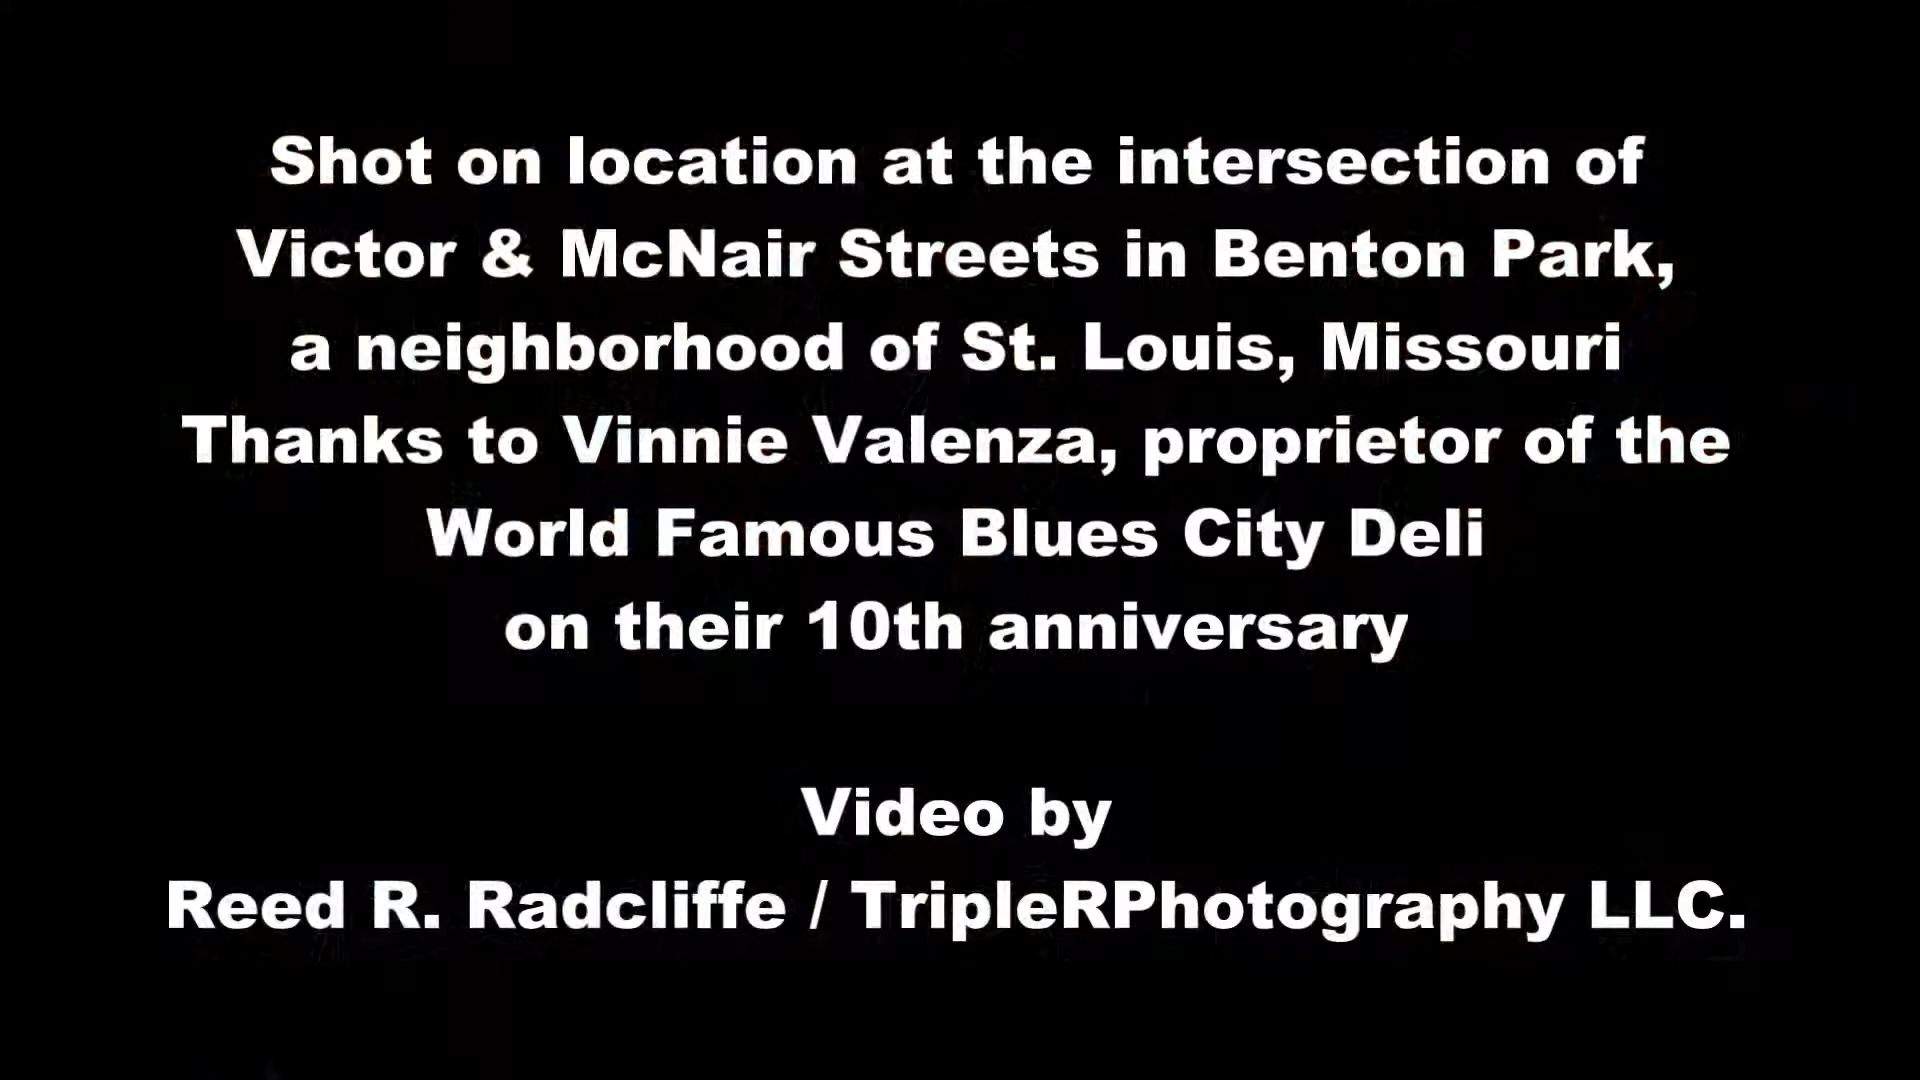 Shot on location at the intersection of
Victor & McNair Streets in Benton Park,
a neighborhood of St. Louis, Missouri
Thanks to Vinnie Valenza, proprietor of the
World Famous Blues City Deli
on their 10th anniversary
Video by
Reed R. Radcliffe / TripleRPhotography LLC.